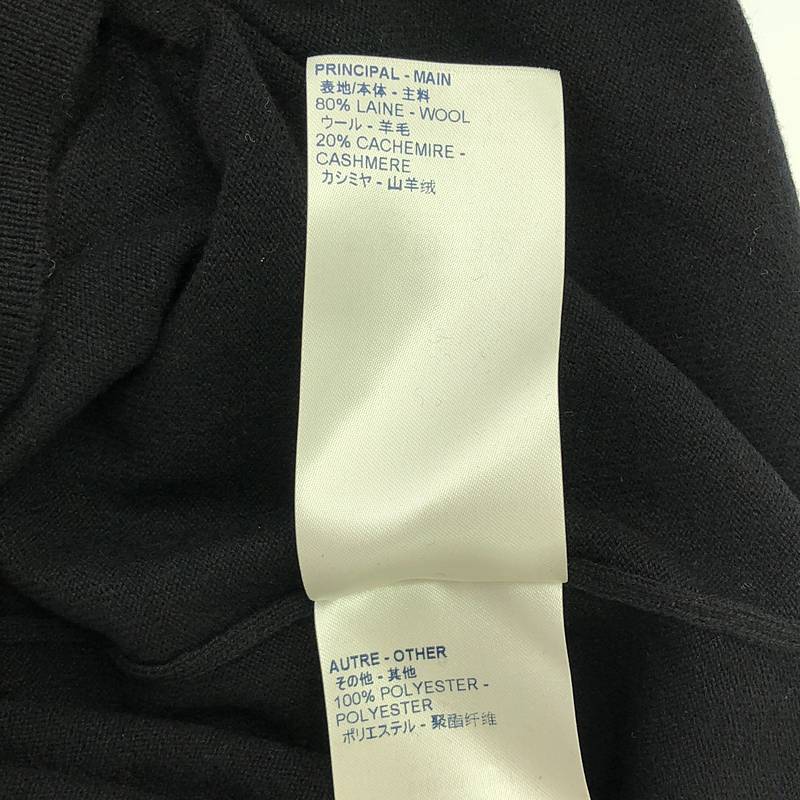 PRINCIPAL - MAIN
表地/本体 - 主料
80% LAINE - WOOL
ウール - 羊毛
20% CACHEMIRE -
CASHMERE
カシミヤ - 山羊绒
AUTRE - OTHER
その他 - 其他
100% POLYESTER -
POLYESTER
ポリエステル - 聚酯纤维